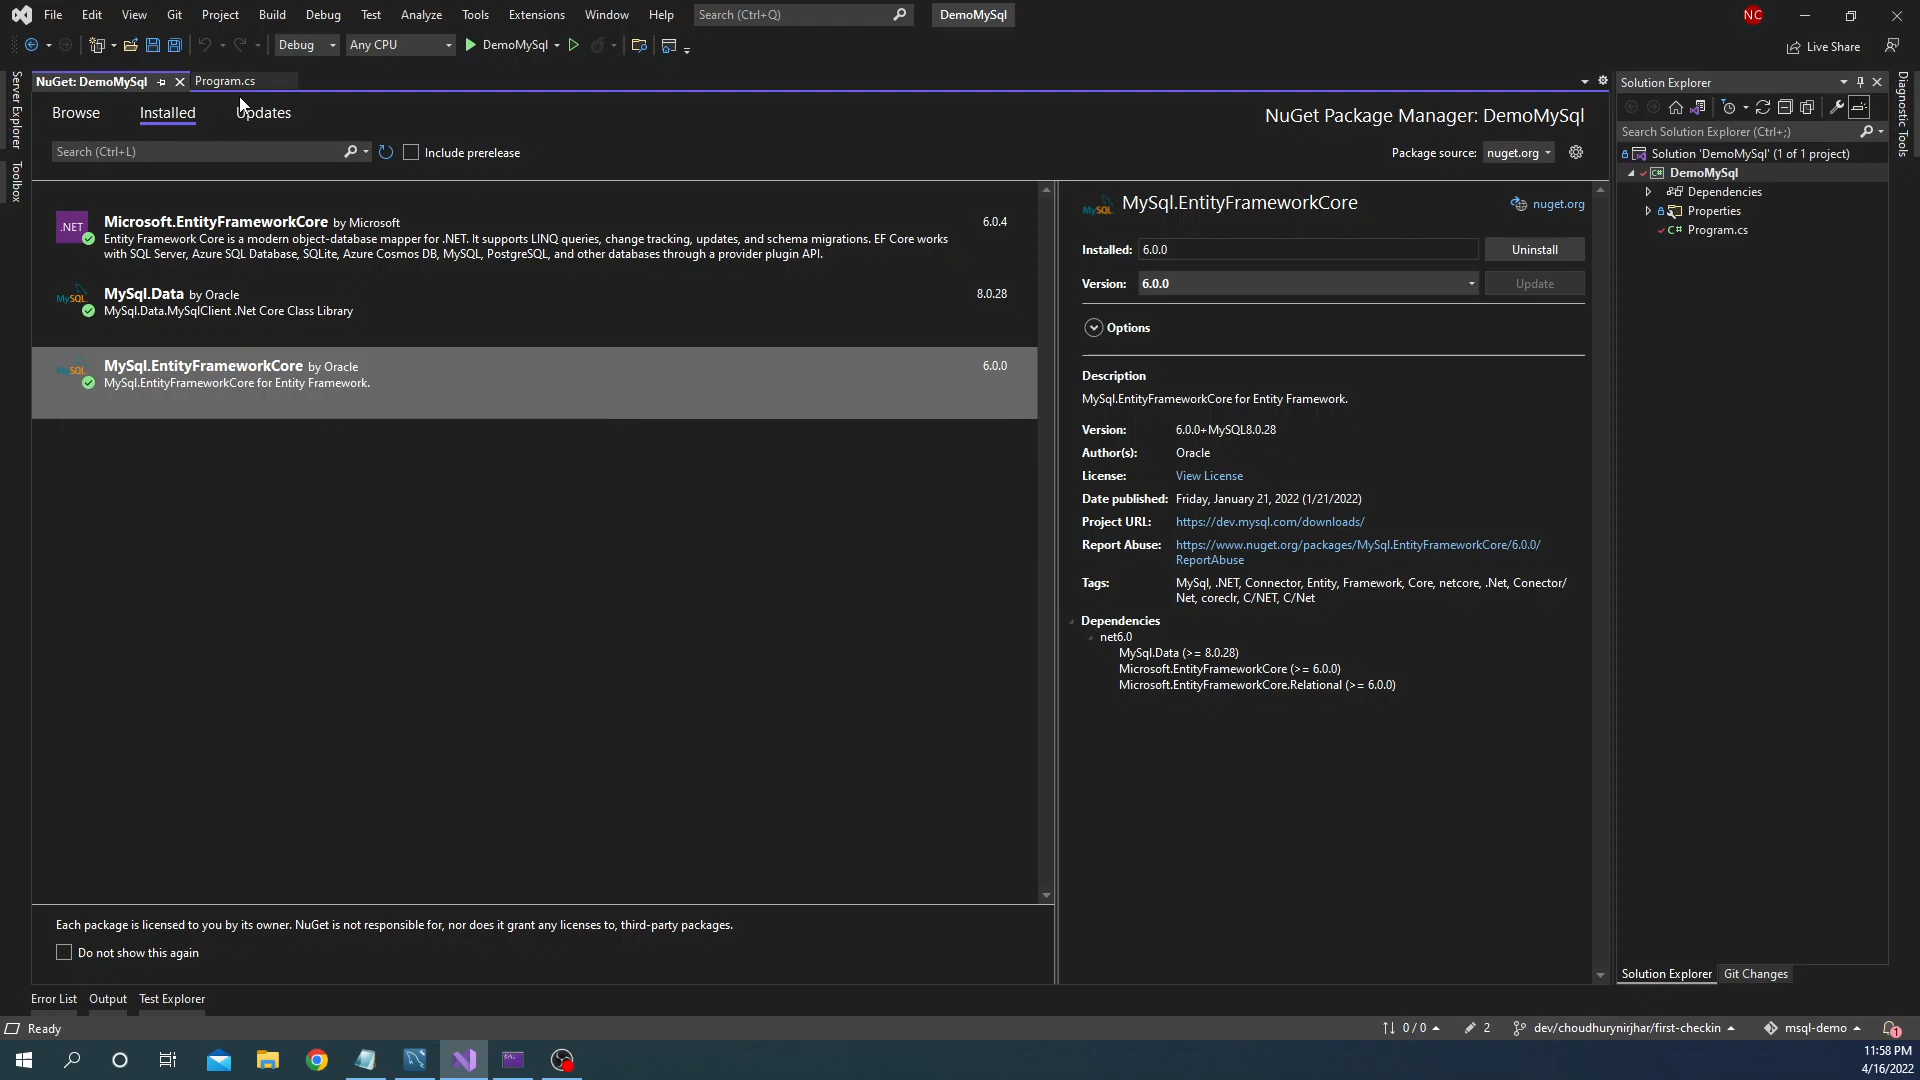 File Edit View Git Project Build Debug Test Analyze Tools Extensions Window Help Search (Ctrl+Q) DemoMySql NC
Debug Any CPU DemoMySql Live Share
NuGet: DemoMySql Program.cs
Server Explorer
Toolbox
Browse Installed Updates
NuGet Package Manager: DemoMySql
Search (Ctrl+L) Include prerelease
Package source: nuget.org
.NET
Microsoft.EntityFrameworkCore by Microsoft 6.0.4
Entity Framework Core is a modern object-database mapper for .NET. It supports LINQ queries, change tracking, updates, and schema migrations. EF Core works
with SQL Server, Azure SQL Database, SQLite, Azure Cosmos DB, MySQL, PostgreSQL, and other databases through a provider plugin API.
MySQL
MySql.Data by Oracle 8.0.28
MySql.Data.MySqlClient .Net Core Class Library
MySQL
MySql.EntityFrameworkCore by Oracle 6.0.0
MySql.EntityFrameworkCore for Entity Framework.
Each package is licensed to you by its owner. NuGet is not responsible for, nor does it grant any licenses to, third-party packages.
Do not show this again
MySQL
MySql.EntityFrameworkCore nuget.org
Installed: 6.0.0 Uninstall
Version: 6.0.0 Update
Options
Description
MySql.EntityFrameworkCore for Entity Framework.
Version: 6.0.0+MySQL8.0.28
Author(s): Oracle
License: View License
Date published: Friday, January 21, 2022 (1/21/2022)
Project URL: https://dev.mysql.com/downloads/
Report Abuse: https://www.nuget.org/packages/MySql.EntityFrameworkCore/6.0.0/
ReportAbuse
Tags: MySql, .NET, Connector, Entity, Framework, Core, netcore, .Net, Conector/
Net, coreclr, C/NET, C/Net
Dependencies
net6.0
MySql.Data (>= 8.0.28)
Microsoft.EntityFrameworkCore (>= 6.0.0)
Microsoft.EntityFrameworkCore.Relational (>= 6.0.0)
Solution Explorer
Search Solution Explorer (Ctrl+;)
Solution 'DemoMySql' (1 of 1 project)
C# DemoMySql
Dependencies
Properties
C# Program.cs
Solution Explorer Git Changes
Diagnostic Tools
Error List Output Test Explorer
Ready 0 / 0 2 dev/choudhurynirjhar/first-checkin msql-demo 1
11:58 PM
4/16/2022